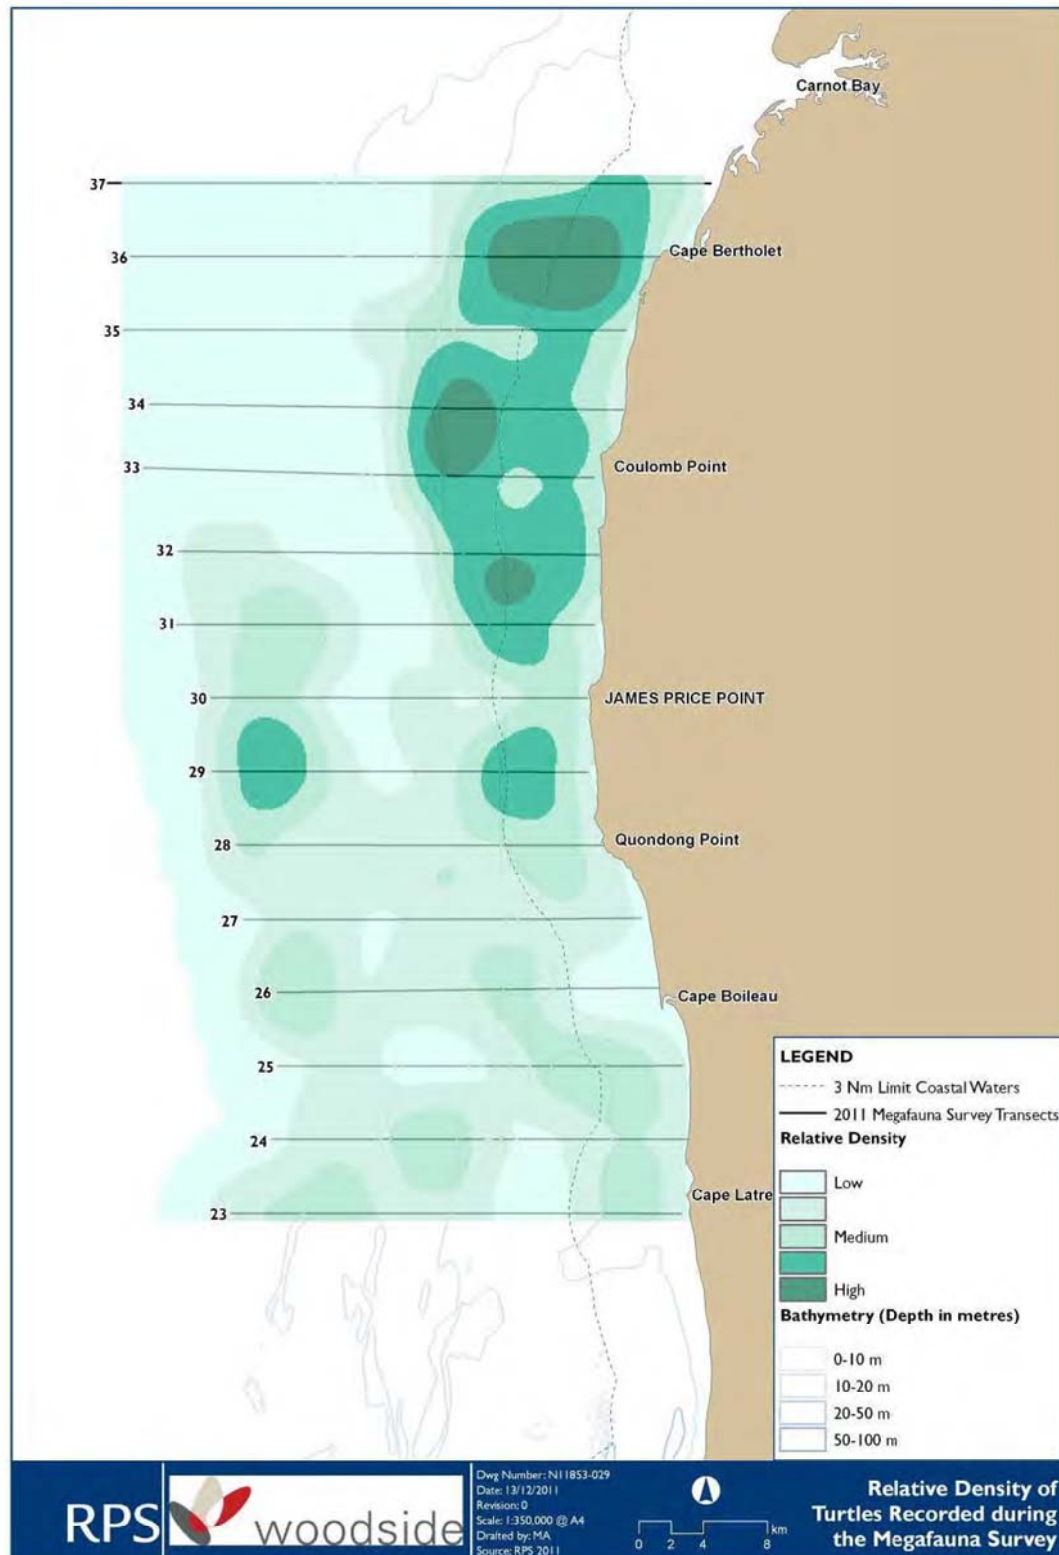 Carnot Bay
37
36
Cape Bertholet
35
34
33
Coulomb Point
32
31
30
JAMES PRICE POINT
29
28
Quondong Point
27
26
Cape Boileau
25
24
23
Cape Latre
LEGEND
3 Nm Limit Coastal Waters
2011 Megafauna Survey Transects
Relative Density
Low
Medium
High
Bathymetry (Depth in metres)
0-10 m
10-20 m
20-50 m
50-100 m
RPS
woodside
Dwg Number: N11853-029
Date: 13/12/2011
Revision: 0
Scale: 1:350,000 @ A4
Drafted by: MA
Source: RPS 2011
0 2 4 8
km
Relative Density of
Turtles Recorded during
the Megafauna Survey